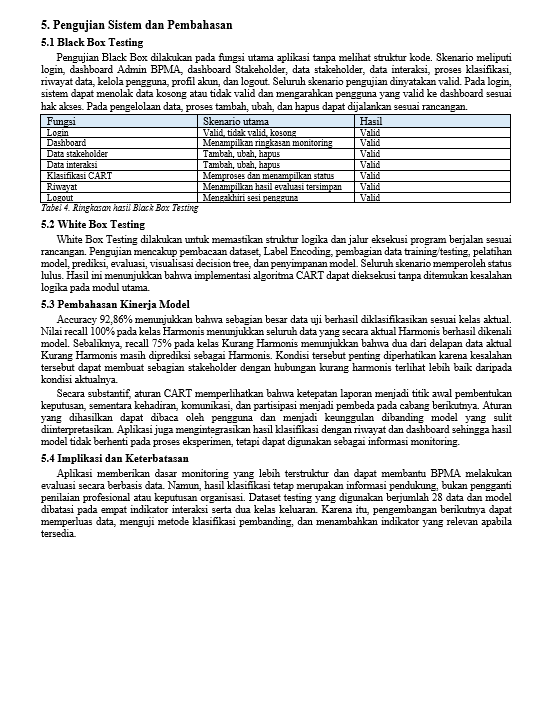 5. Pengujian Sistem dan Pembahasan
5.1 Black Box Testing
Pengujian Black Box dilakukan pada fungsi utama aplikasi tanpa melihat struktur kode. Skenario meliputi
login, dashboard Admin BPMA, dashboard Stakeholder, data stakeholder, data interaksi, proses klasifikasi,
riwayat data, kelola pengguna, profil akun, dan logout. Seluruh skenario pengujian dinyatakan valid. Pada login,
sistem dapat menolak data kosong atau tidak valid dan mengarahkan pengguna yang valid ke dashboard sesuai
hak akses. Pada pengelolaan data, proses tambah, ubah, dan hapus dapat dijalankan sesuai rancangan.
Fungsi Skenario utama Hasil
Login Valid, tidak valid, kosong Valid
Dashboard Menampilkan ringkasan monitoring Valid
Data stakeholder Tambah, ubah, hapus Valid
Data interaksi Tambah, ubah, hapus Valid
Klasifikasi CART Memproses dan menampilkan status Valid
Riwayat Menampilkan hasil evaluasi tersimpan Valid
Logout Mengakhiri sesi pengguna Valid
Tabel 4. Ringkasan hasil Black Box Testing
5.2 White Box Testing
White Box Testing dilakukan untuk memastikan struktur logika dan jalur eksekusi program berjalan sesuai
rancangan. Pengujian mencakup pembacaan dataset, Label Encoding, pembagian data training/testing, pelatihan
model, prediksi, evaluasi, visualisasi decision tree, dan penyimpanan model. Seluruh skenario memperoleh status
lulus. Hasil ini menunjukkan bahwa implementasi algoritma CART dapat dieksekusi tanpa ditemukan kesalahan
logika pada modul utama.
5.3 Pembahasan Kinerja Model
Accuracy 92,86% menunjukkan bahwa sebagian besar data uji berhasil diklasifikasikan sesuai kelas aktual.
Nilai recall 100% pada kelas Harmonis menunjukkan seluruh data yang secara aktual Harmonis berhasil dikenali
model. Sebaliknya, recall 75% pada kelas Kurang Harmonis menunjukkan bahwa dua dari delapan data aktual
Kurang Harmonis masih diprediksi sebagai Harmonis. Kondisi tersebut penting diperhatikan karena kesalahan
tersebut dapat membuat sebagian stakeholder dengan hubungan kurang harmonis terlihat lebih baik daripada
kondisi aktualnya.
Secara substantif, aturan CART memperlihatkan bahwa ketepatan laporan menjadi titik awal pembentukan
keputusan, sementara kehadiran, komunikasi, dan partisipasi menjadi pembeda pada cabang berikutnya. Aturan
yang dihasilkan dapat dibaca oleh pengguna dan menjadi keunggulan dibanding model yang sulit
diinterpretasikan. Aplikasi juga mengintegrasikan hasil klasifikasi dengan riwayat dan dashboard sehingga hasil
model tidak berhenti pada proses eksperimen, tetapi dapat digunakan sebagai informasi monitoring.
5.4 Implikasi dan Keterbatasan
Aplikasi memberikan dasar monitoring yang lebih terstruktur dan dapat membantu BPMA melakukan
evaluasi secara berbasis data. Namun, hasil klasifikasi tetap merupakan informasi pendukung, bukan pengganti
penilaian profesional atau keputusan organisasi. Dataset testing yang digunakan berjumlah 28 data dan model
dibatasi pada empat indikator interaksi serta dua kelas keluaran. Karena itu, pengembangan berikutnya dapat
memperluas data, menguji metode klasifikasi pembanding, dan menambahkan indikator yang relevan apabila
tersedia.